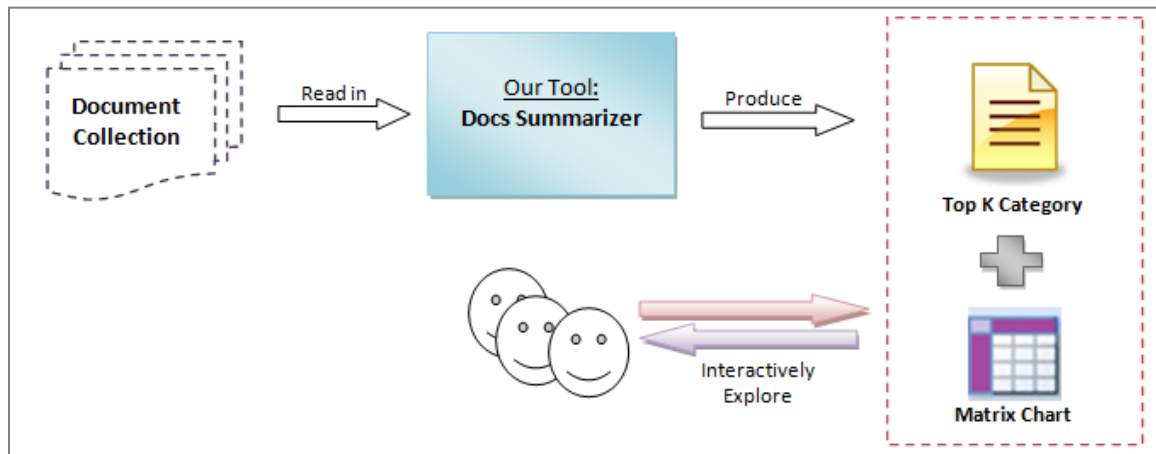 Document
Collection
Read in
Our Tool:
Docs Summarizer
Produce
Top K Category
Interactively
Explore
Matrix Chart